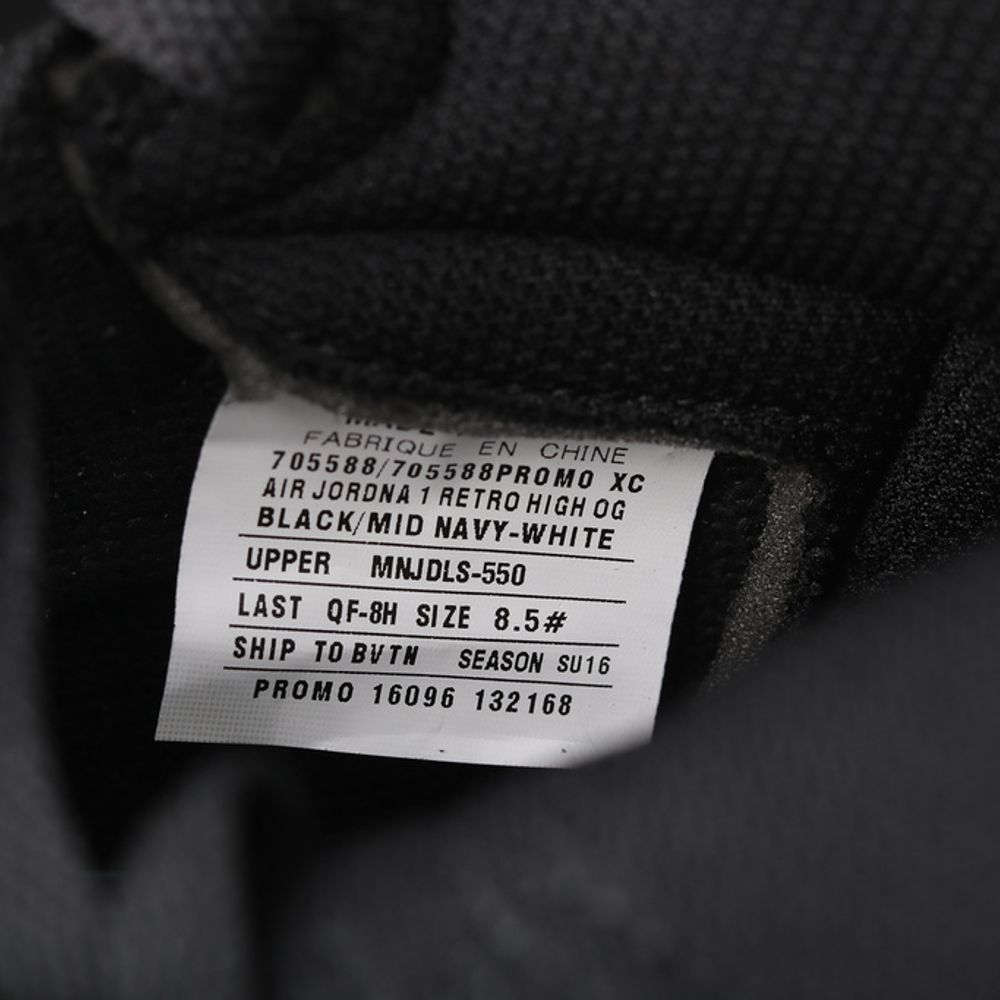 MADE
FABRIQUE EN CHINE
705588/705588PROMO XC
AIR JORDNA 1 RETRO HIGH OG
BLACK/MID NAVY-WHITE
UPPER MNJDLS-550
LAST QF-8H SIZE 8.5#
SHIP TO BVTN SEASON SU16
PROMO 16096 132168